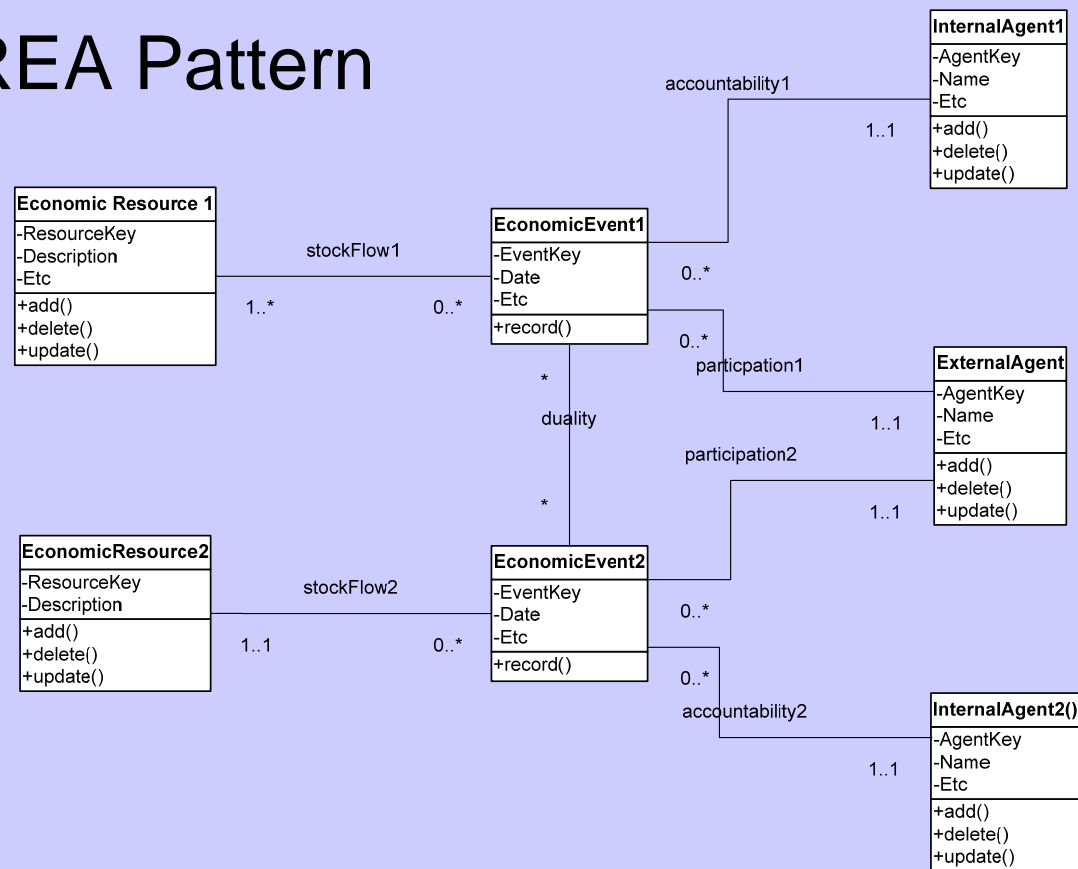 REA Pattern
InternalAgent1
-AgentKey
-Name
-Etc
+add()
+delete()
+update()
accountability1
1..1
0..*
Economic Resource 1
-ResourceKey
-Description
-Etc
+add()
+delete()
+update()
stockFlow1
1..*
0..*
EconomicEvent1
-EventKey
-Date
-Etc
+record()
0..*
particpation1
1..1
ExternalAgent
-AgentKey
-Name
-Etc
+add()
+delete()
+update()
*
duality
*
participation2
1..1
0..*
EconomicResource2
-ResourceKey
-Description
+add()
+delete()
+update()
stockFlow2
1..1
0..*
EconomicEvent2
-EventKey
-Date
-Etc
+record()
0..*
accountability2
1..1
InternalAgent2()
-AgentKey
-Name
-Etc
+add()
+delete()
+update()